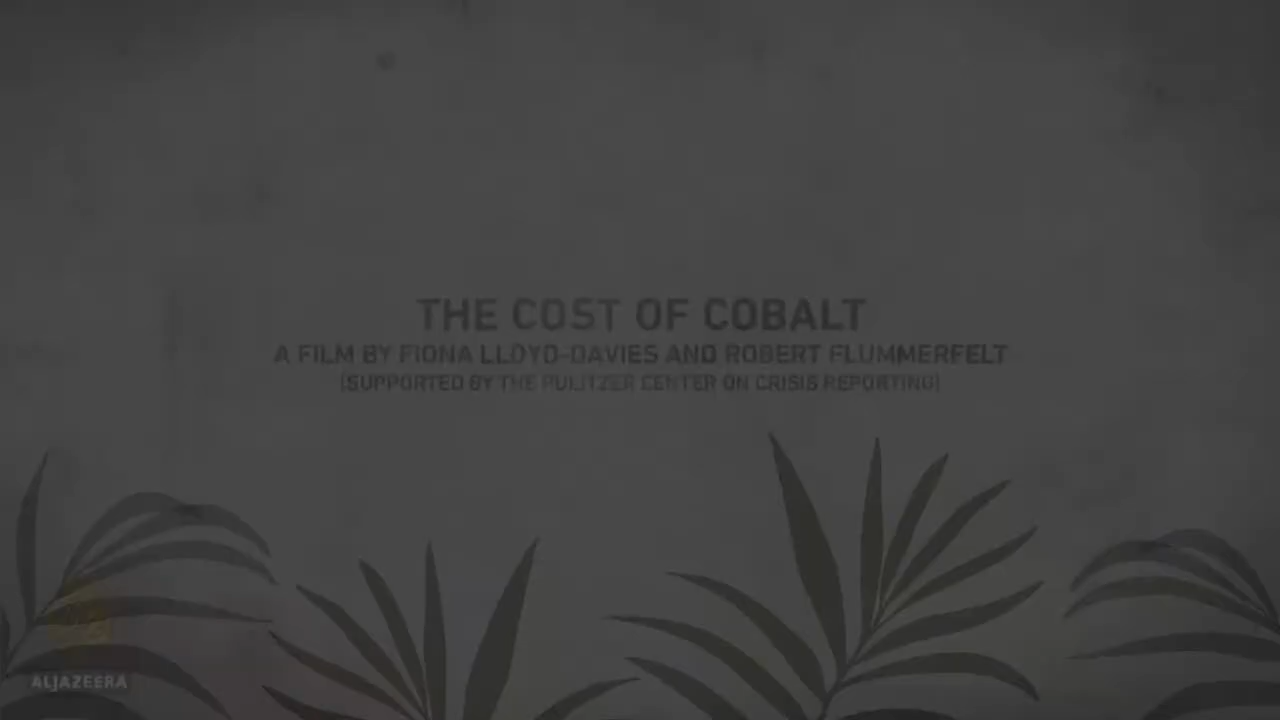 THE COST OF COBALT
A FILM BY FIONA LLOYD-DAVIES AND ROBERT FLUMMERFELT
(SUPPORTED BY THE PULITZER CENTER ON CRISIS REPORTING)
ALJAZEERA